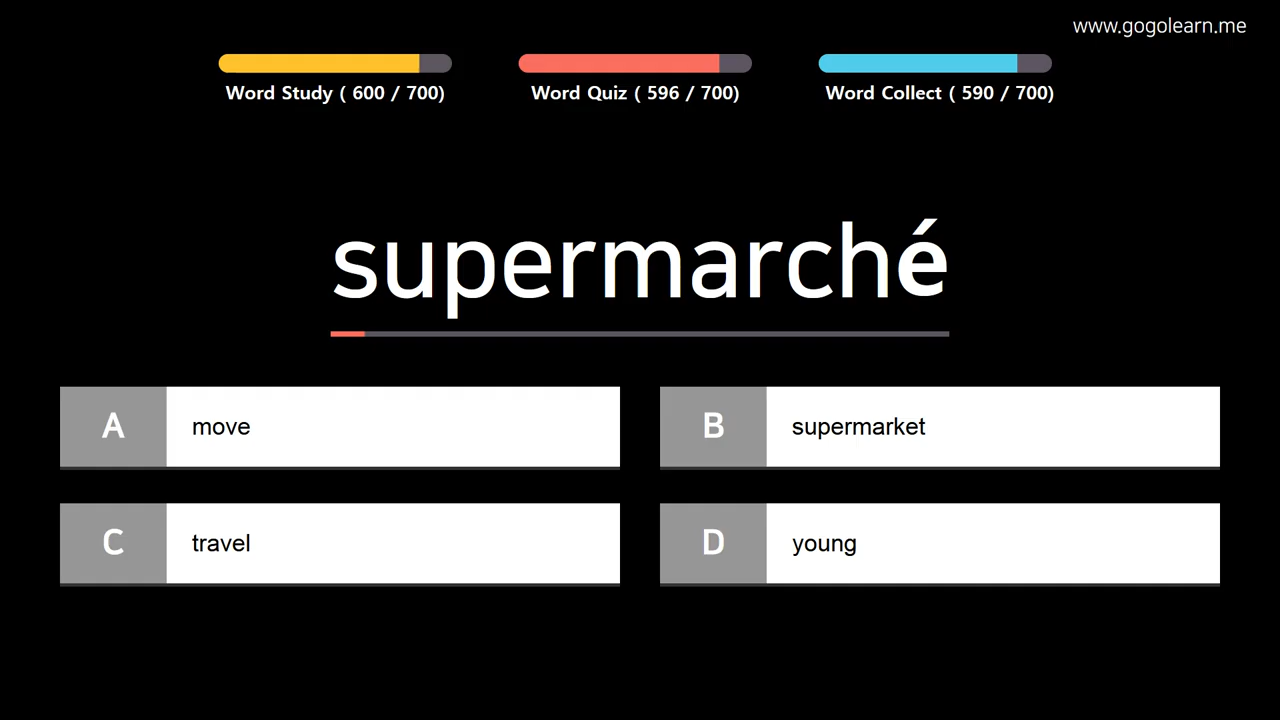 www.gogolearn.me
Word Study ( 600 / 700)
Word Quiz ( 596 / 700)
Word Collect ( 590 / 700)
supermarché
A move
B supermarket
C travel
D young